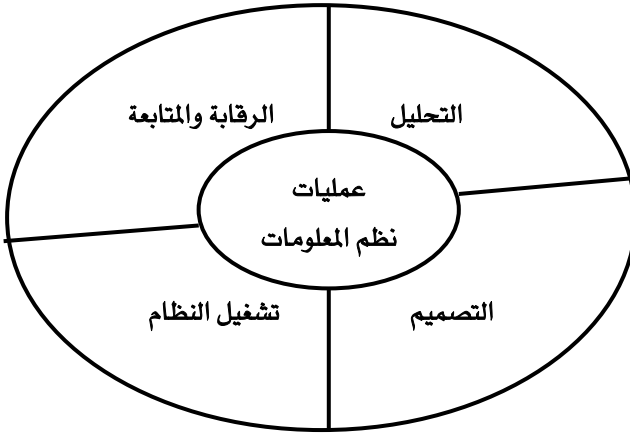 التحليل
الرقابة والمتابعة
عمليات
نظم المعلومات
التصميم
تشغيل النظام